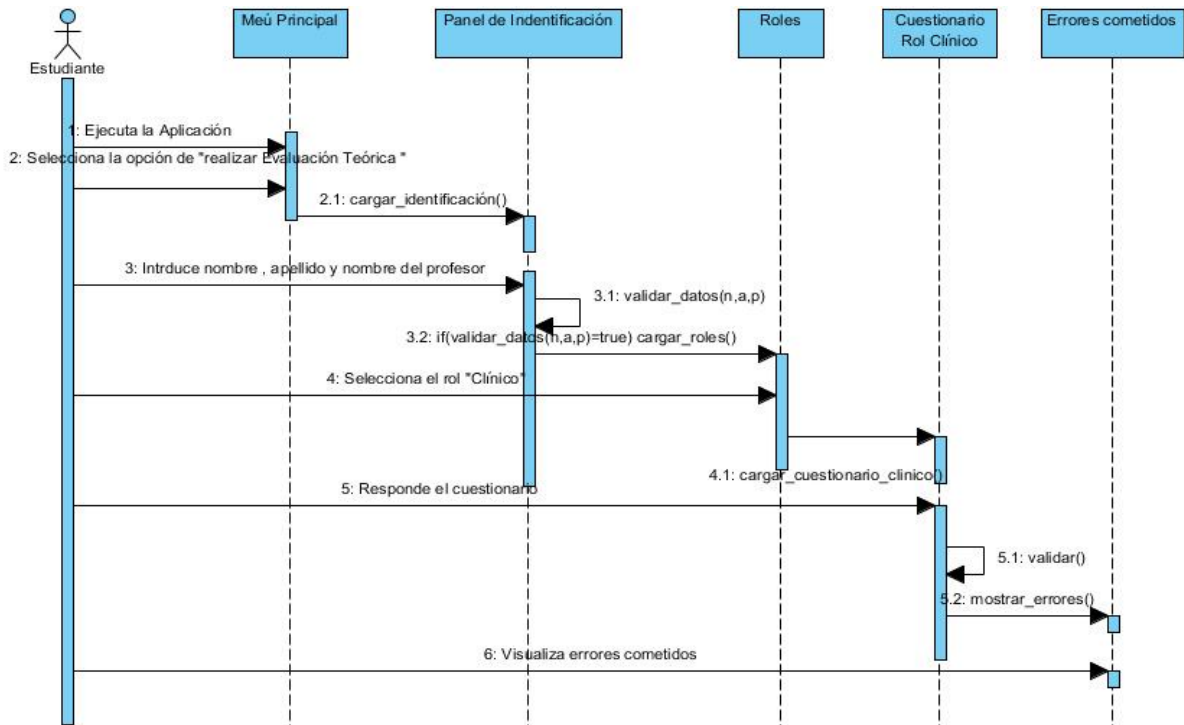 Meú Principal
Panel de Indentificación
Roles
Cuestionario
Rol Clínico
Errores cometidos
Estudiante
1: Ejecuta la Aplicación
2: Selecciona la opción de "realizar Evaluación Teórica "
2.1: cargar_identificación()
3: Intrduce nombre , apellido y nombre del profesor
3.1: validar_datos(n,a,p)
3.2: if(validar_datos(n,a,p)=true) cargar_roles()
4: Selecciona el rol "Clínico"
4.1: cargar_cuestionario_clinico()
5: Responde el cuestionario
5.1: validar()
5.2: mostrar_errores()
6: Visualiza errores cometidos